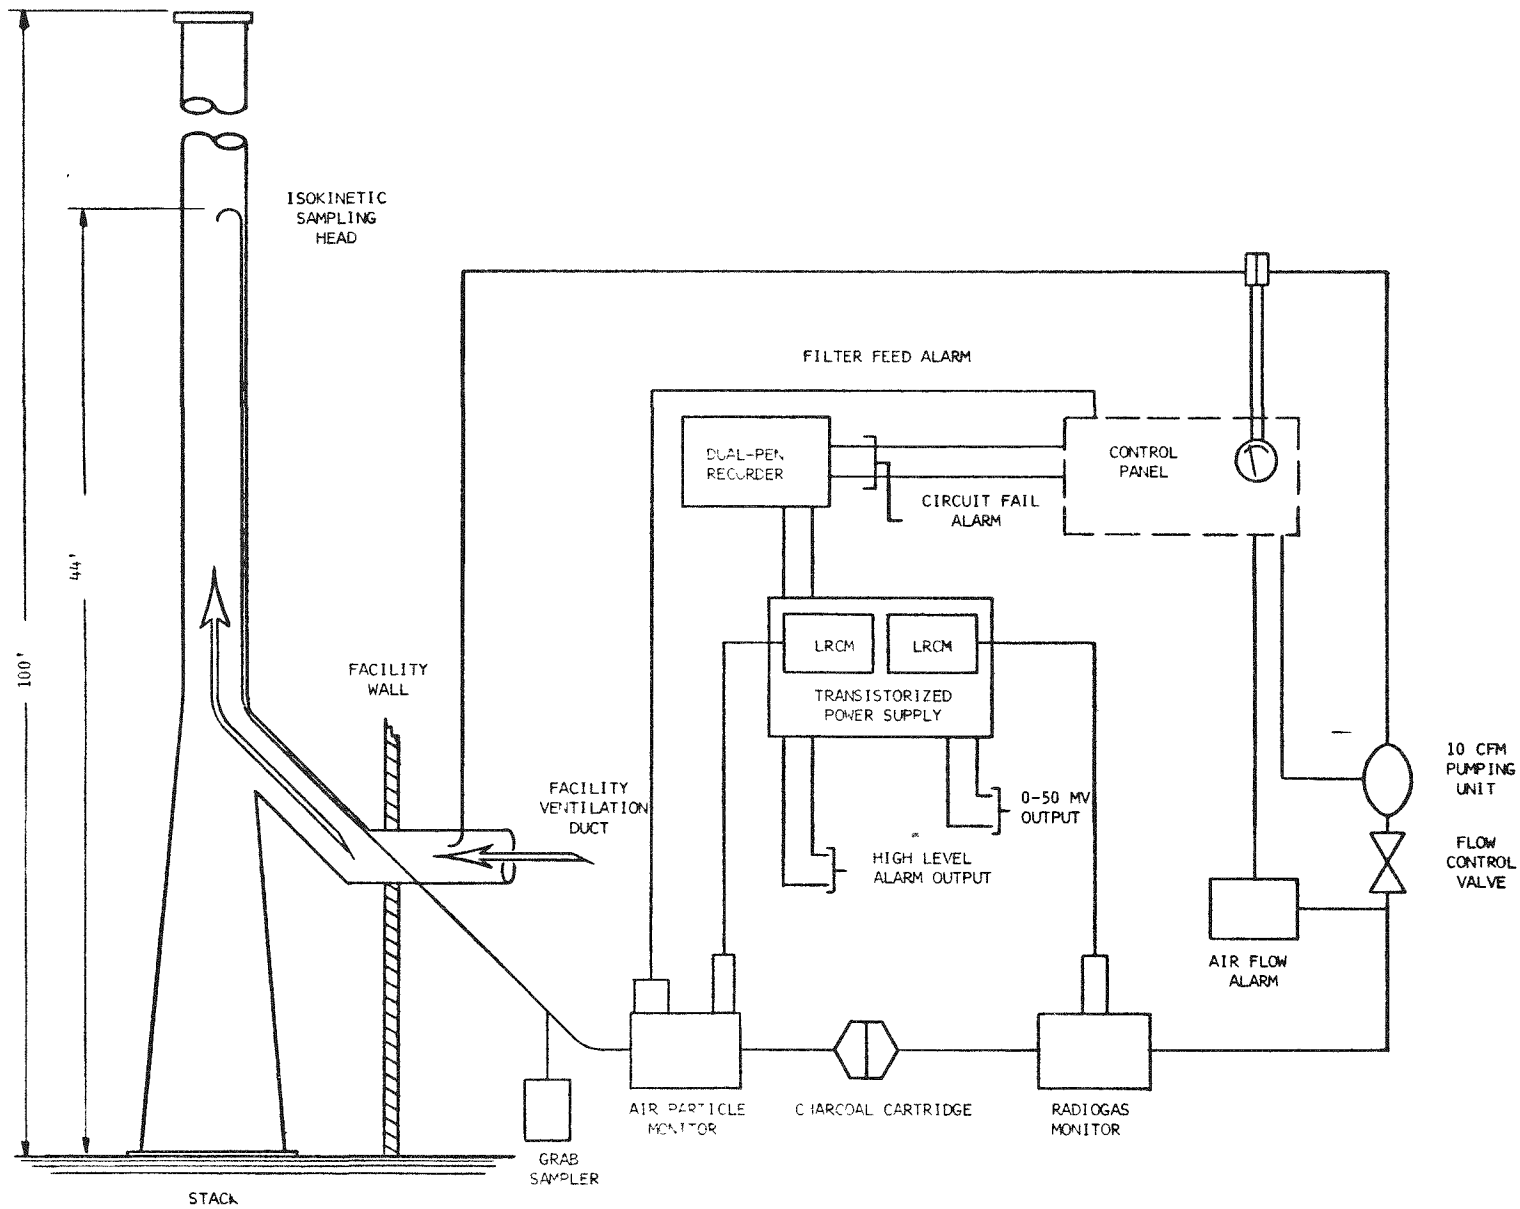 ISOKINETIC
SAMPLING
HEAD
FILTER FEED ALARM
DUAL-PEN
RECORDER
CONTROL
PANEL
CIRCUIT FAIL
ALARM
44'
100'
LRCM
LRCM
TRANSISTORIZED
POWER SUPPLY
FACILITY
WALL
FACILITY
VENTILATION
DUCT
0-50 MV
OUTPUT
HIGH LEVEL
ALARM OUTPUT
10 CFM
PUMPING
UNIT
FLOW
CONTROL
VALVE
AIR FLOW
ALARM
AIR PARTICLE
MONITOR
CHARCOAL CARTRIDGE
RADIOGAS
MONITOR
GRAB
SAMPLER
STACK